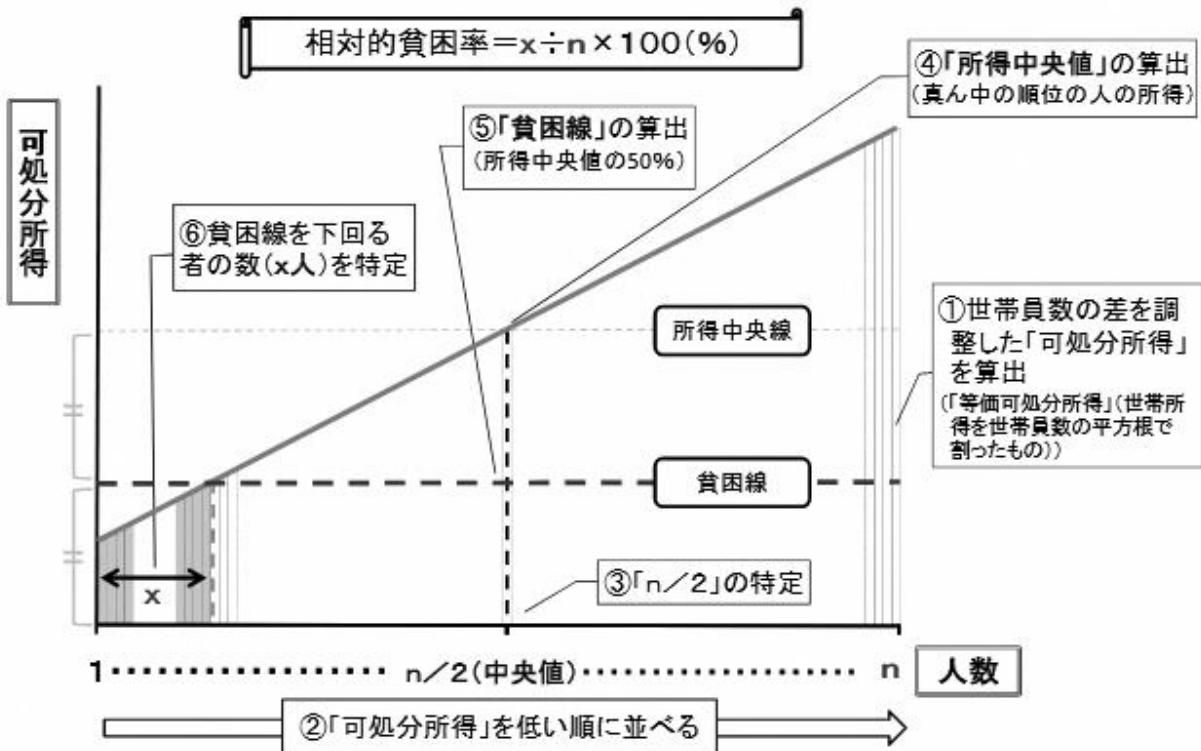 相対的貧困率=x÷n×100(%)
④「所得中央値」の算出
(真ん中の順位の人の所得)
可処分所得
⑤「貧困線」の算出
(所得中央値の50%)
⑥貧困線を下回る
者の数(x人)を特定
所得中央線
①世帯員数の差を調
整した「可処分所得」
を算出
(「等価可処分所得」(世帯所
得を世帯員数の平方根で
割ったもの))
貧困線
x
③「n/2」の特定
1・・・・・・・・・・・・・・・・・・n/2(中央値)・・・・・・・・・・・・・・・・・・n
人数
②「可処分所得」を低い順に並べる